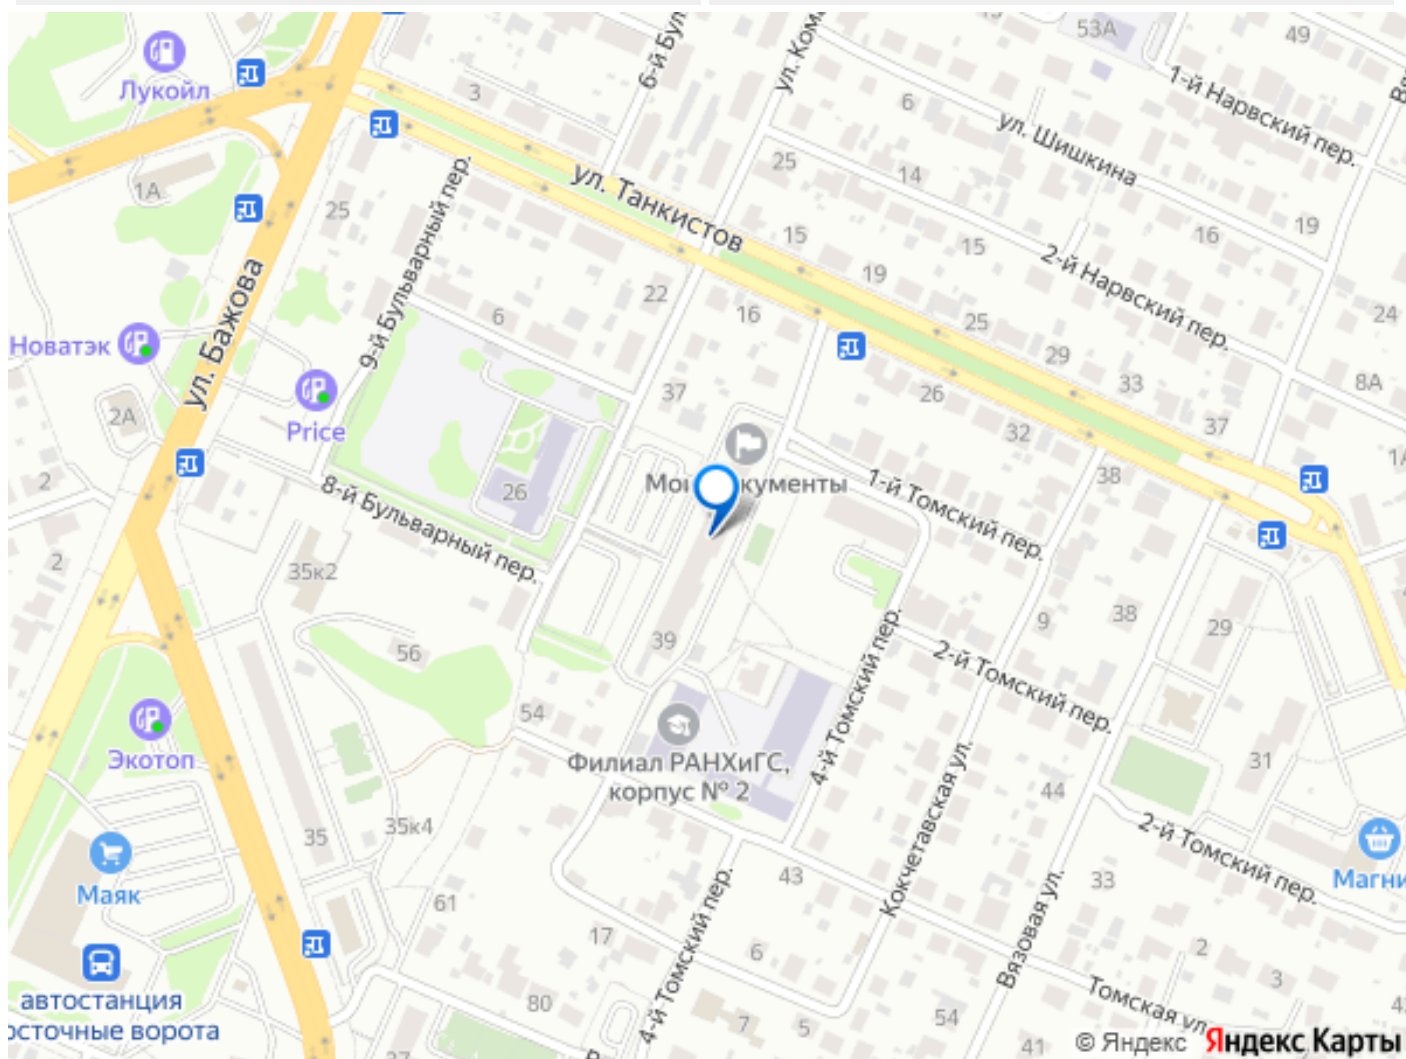 53А
49
1-й Нарвский пер.
Лукойл
3
6-й Бул
ул. Ком
6
ул. Шишкина
1А
25
9-й Бульварный пер.
ул. Танкистов
25
14
15
15
16
19
2-й Нарвский пер.
19
ул. Бажова
22
16
19
25
24
6
29
33
8А
Новатэк
2А
Price
37
26
32
37
1А
2
8-й Бульварный пер.
26
Мои
кументы
1-й Томский пер.
38
2
35к2
39
56
54
9
38
29
2-й Томский пер.
4-й Томский пер.
Экотоп
Филиал РАНХиГС,
корпус № 2
Кокчетавская ул.
44
31
35
35к4
43
33
2-й Томский пер.
Магни
Маяк
61
17
4-й Томский пер.
6
Вязовая ул.
2
3
автостанция
осточные ворота
80
7
5
54
Томская ул.
41
37
© Яндекс Яндекс Карты